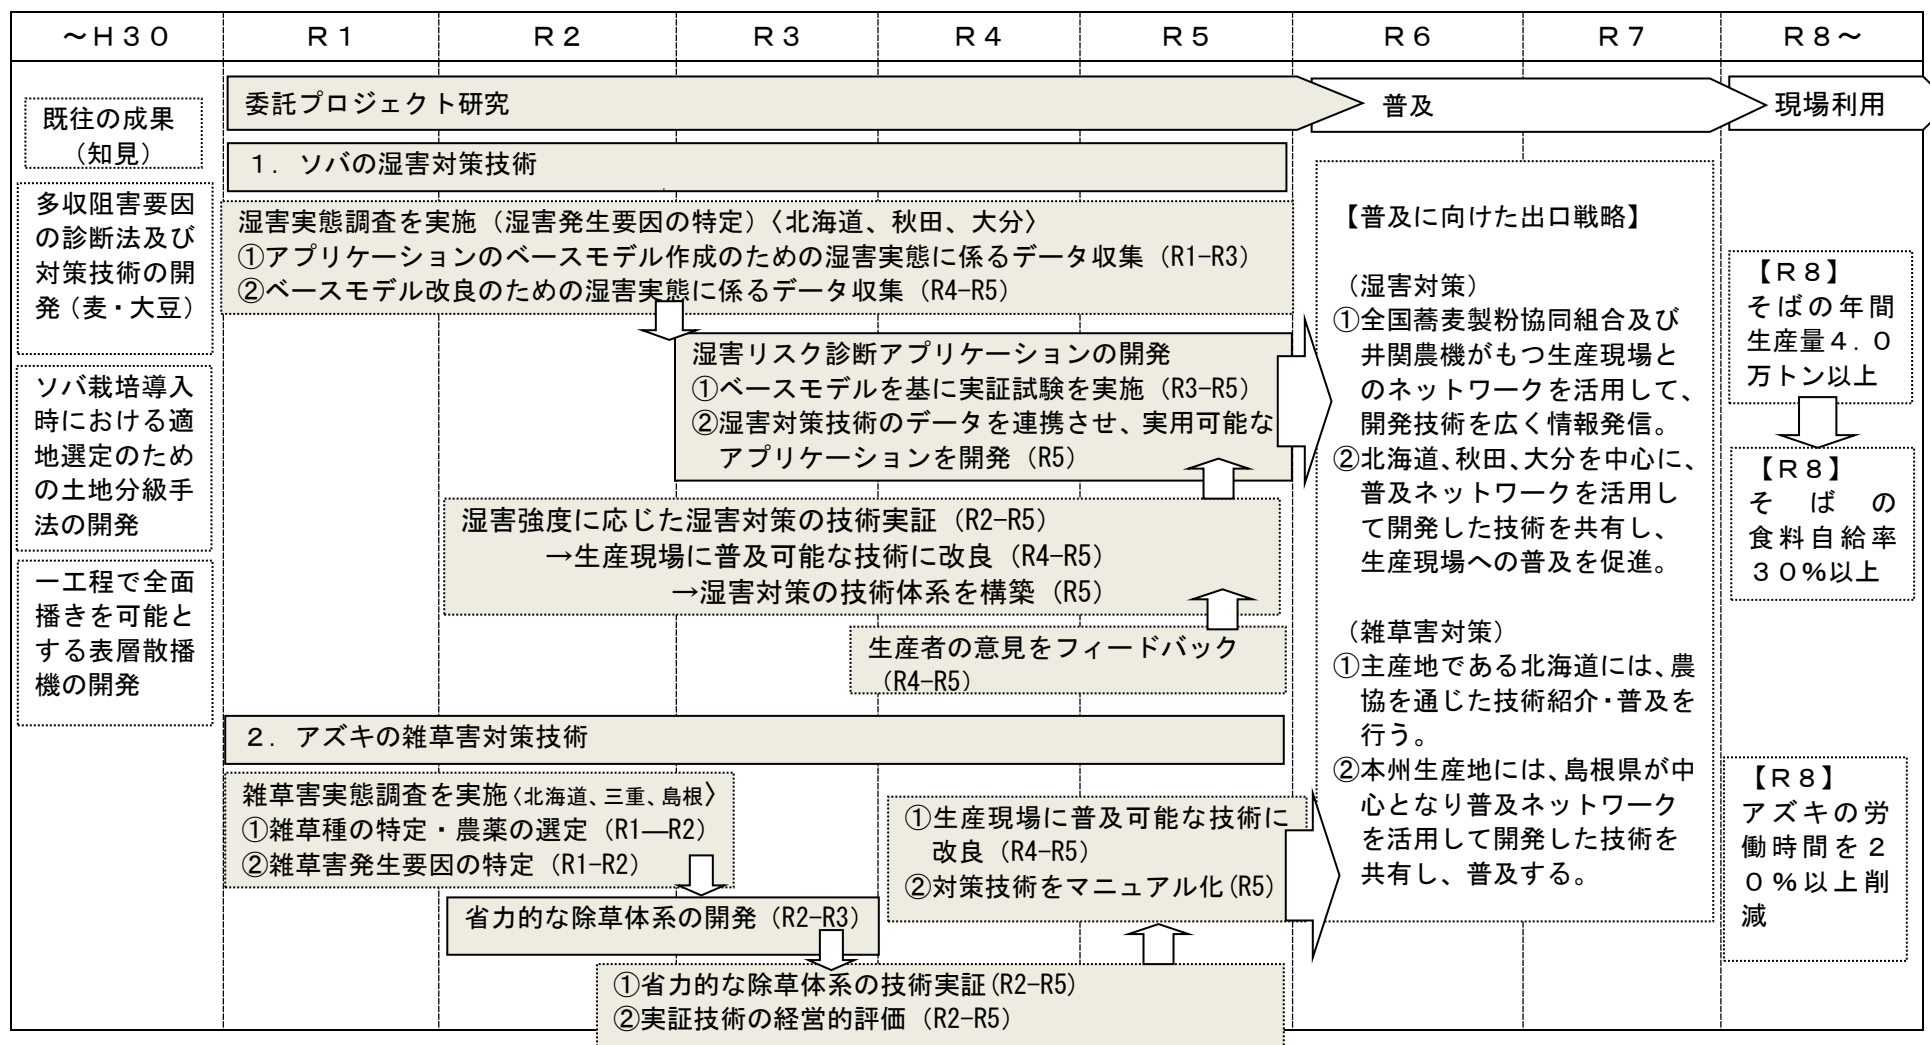 ～Ｈ３０
Ｒ１
Ｒ２
Ｒ３
Ｒ４
Ｒ５
Ｒ６
Ｒ７
Ｒ８～
既往の成果
（知見）
多収阻害要因
の診断法及び
対策技術の開
発（麦・大豆）
ソバ栽培導入
時における適
地選定のため
の土地分級手
法の開発
一工程で全面
播きを可能と
する表層散播
機の開発
委託プロジェクト研究
普及
現場利用
１．ソバの湿害対策技術
湿害実態調査を実施（湿害発生要因の特定）〈北海道、秋田、大分〉
①アプリケーションのベースモデル作成のための湿害実態に係るデータ収集（R1-R3）
②ベースモデル改良のための湿害実態に係るデータ収集（R4-R5）
湿害リスク診断アプリケーションの開発
①ベースモデルを基に実証試験を実施（R3-R5）
②湿害対策技術のデータを連携させ、実用可能な
アプリケーションを開発（R5）
湿害強度に応じた湿害対策の技術実証（R2-R5）
→生産現場に普及可能な技術に改良（R4-R5）
→湿害対策の技術体系を構築（R5）
生産者の意見をフィードバック
（R4-R5）
２．アズキの雑草害対策技術
雑草害実態調査を実施〈北海道、三重、島根〉
①雑草種の特定・農薬の選定（R1―R2）
②雑草害発生要因の特定（R1-R2）
省力的な除草体系の開発（R2-R3）
①省力的な除草体系の技術実証(R2-R5)
②実証技術の経営的評価（R2-R5）
①生産現場に普及可能な技術に
改良（R4-R5）
②対策技術をマニュアル化(R5)
【普及に向けた出口戦略】
（湿害対策）
①全国蕎麦製粉協同組合及び
井関農機がもつ生産現場と
のネットワークを活用して、
開発技術を広く情報発信。
②北海道、秋田、大分を中心に、
普及ネットワークを活用し
て開発した技術を共有し、
生産現場への普及を促進。
（雑草害対策）
①主産地である北海道には、農
協を通じた技術紹介・普及を
行う。
②本州生産地には、島根県が中
心となり普及ネットワーク
を活用して開発した技術を
共有し、普及する。
【Ｒ８】
そばの年間
生産量４.０
万トン以上
【Ｒ８】
そばの
食料自給率
３０%以上
【Ｒ８】
アズキの労
働時間を２
０%以上削
減